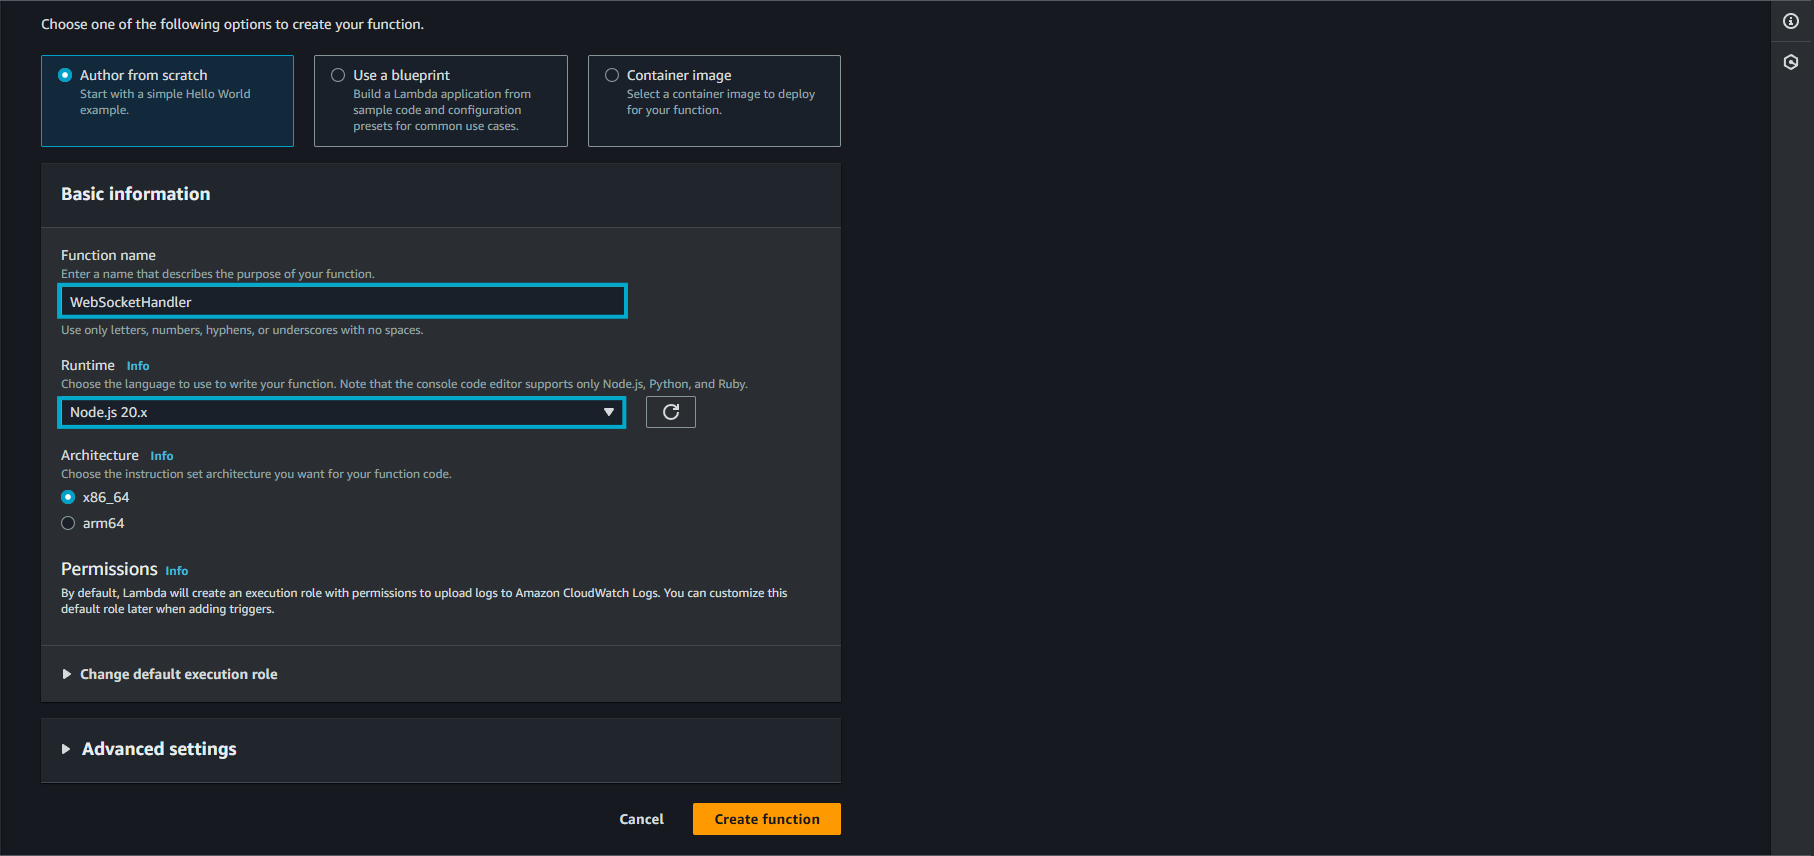 Choose one of the following options to create your function.
Author from scratch
Start with a simple Hello World
example.
Use a blueprint
Build a Lambda application from
sample code and configuration
presets for common use cases.
Container image
Select a container image to deploy
for your function.
Basic information
Function name
Enter a name that describes the purpose of your function.
WebSocketHandler
Use only letters, numbers, hyphens, or underscores with no spaces.
Runtime Info
Choose the language to use to write your function. Note that the console code editor supports only Node.js, Python, and Ruby.
Node.js 20.x
Architecture Info
Choose the instruction set architecture you want for your function code.
x86_64
arm64
Permissions Info
By default, Lambda will create an execution role with permissions to upload logs to Amazon CloudWatch Logs. You can customize this
default role later when adding triggers.
Change default execution role
Advanced settings
Cancel
Create function